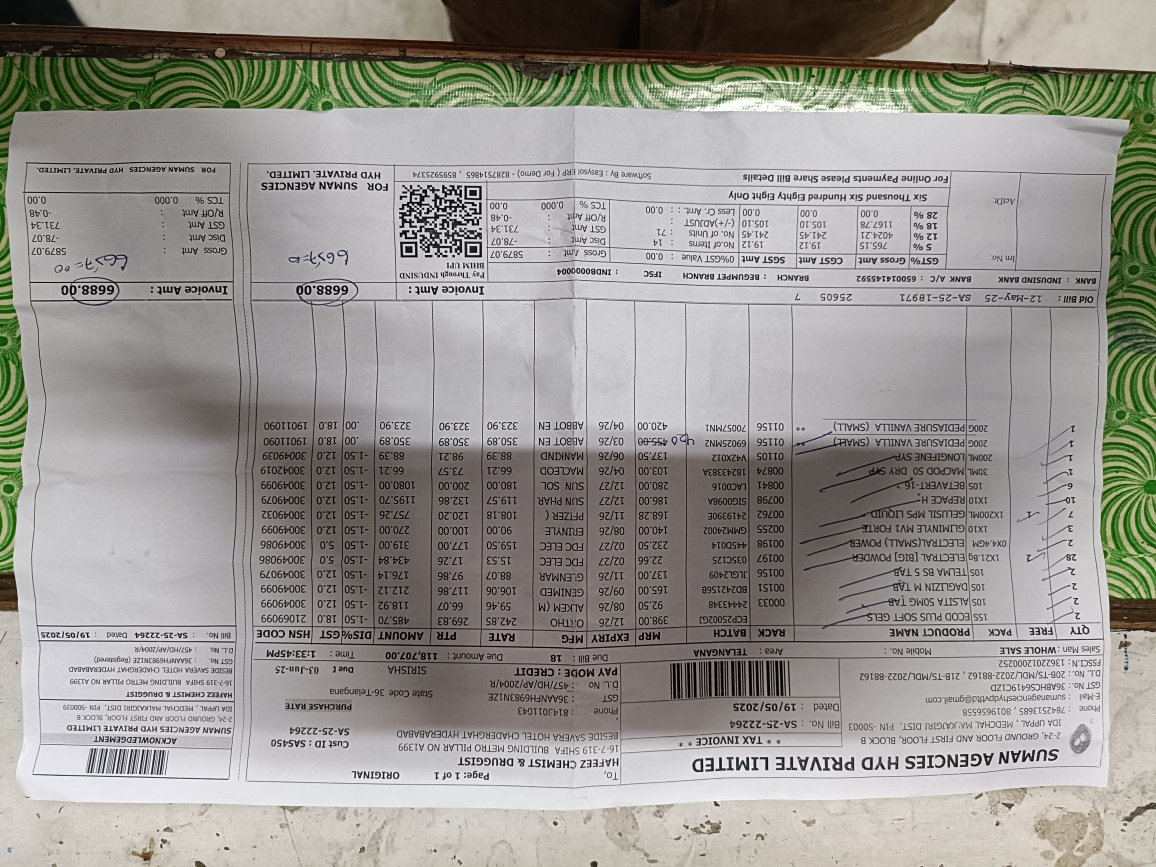 SUMAN AGENCIES HYD PRIVATE LIMITED
2-24, GROUND FLOOR AND FIRST FLOOR, BLOCK B
IDA UPPAL, MEDCHAL MALKAJGIRI DIST, PIN -500003
Phone : 7842512685, 8309651558
E-Mail : sumanagencieshydpvtltd@gmail.com
GST No : 36ABHCS4196C1ZD
DL.No. : 20B-TS/MDL/2022-88162, 21B-TS/MDL/2022-88162
* * TAX INVOICE * *
Bill No. : SA-25-22264
Dated : 19/05/2025
To,
HAFEEZ CHEMIST & DRUGGIST
16-7-319 SHIFA BUILDING METRO PILLAR NO A1399
BESIDE SAVERA HOTEL CHADERGHAT HYDERABAD
Phone : 8143011043
GST : 36AANFH6983N1ZE
D.L. No : 457/HD/AP/2004/R
PAY MODE : CREDIT
Page: 1 of 1 ORIGINAL
Cust ID : SAS4450
SA-25-22264
PURCHASE RATE
State Code 36-Telangana
SIRISHA Due : 03-Jun-25
Sales Man : WHOLE SALE Mobile No. : Area : TELANGANA Due Bill : 18 Due Amount : 118,707.00 Time : 1:33:45PM
QTY FREE PACK PRODUCT NAME PACK BATCH MRP EXPIRY MFG RATE PTR AMOUNT DIS% GST HSN CODE
2 15S ECOD PLUS SOFT GELS ECP2502G2 398.00 12/26 O.RTHO 242.85 269.83 485.70 -1.50 18.0 21069099
2 10S ALSITA 50MG TAB 00033 24443348 92.50 08/26 ALKEM (M) 59.46 66.07 118.92 -1.50 12.0 30049099
2 10S DAGLIZIN M TAB 00151 BD24215GB 165.00 09/26 GENIMED 106.06 117.86 212.12 -1.50 12.0 30049099
2 10S TELMA BS 5 TAB 00156 JLGL2409 137.00 11/26 GLENMAR 88.07 97.86 176.14 -1.50 12.0 30049079
28 2 1X21.8g ELECTRAL [BIG] POWDER 00197 03SC125 22.66 02/27 FDC ELEC 15.53 17.26 434.84 -1.50 5.0 30049086
2 0X4.4GM ELECTRAL(SMALL) POWER 00198 445D014 232.50 02/27 FDC ELEC 159.50 177.00 319.00 -1.50 5.0 30049086
3 1X10 GLIMINYLE MV1 FORTE 00255 GMM24002 140.00 08/26 ERINYLE 90.00 100.00 270.00 -1.50 12.0 30049099
7 1 1X200ML GELUSIL MPS LIQUID 00762 2419390E 168.28 11/26 PFIZER ( 108.18 120.20 757.26 -1.50 12.0 30049032
10 1X10 REPACE H 00798 SIG0098A 186.00 12/27 SUN PHAR 119.57 132.86 1195.70 -1.50 12.0 30049079
6 10S BETAVERT-16 00841 LAC0016 280.00 12/27 SUN SOL 180.00 200.00 1080.00 -1.50 12.0 30049099
1 30ML MACPOD 50 DRY SYP 00874 18243383A 103.00 04/26 MACLEOD 66.21 73.57 66.21 -1.50 12.0 30042019
1 200ML LONGIFENE SYP 01105 V42X012 137.50 06/26 MANKIND 88.39 98.21 88.39 -1.50 12.0 30049039
1 200G PEDIASURE VANILLA (SMALL) ** 01156 69025MN2 455.00 420 03/26 ABBOT EN 350.89 350.89 350.89 .00 18.0 19011090
1 200G PEDIASURE VANILLA (SMALL) ** 01156 70057MN1 420.00 04/26 ABBOT EN 323.90 323.90 323.90 .00 18.0 19011090
Old Bill : 12-May-25 SA-25-18971 25605 7
Invoice Amt : 6688.00
BANK : INDUSIND BANK BANK A/C : 650014145592 BRANCH : BEGUMPET BRANCH IFSC : INDB0000004
Im No.
AcDt
GST% Gross Amt CGST Amt SGST Amt
5 % 765.15 19.12 19.12
12 % 4024.21 241.45 241.45
18 % 1167.78 105.10 105.10
28 % 0.00 0.00 0.00
0%GST Value : 0.00
No.of Items : 14
No. of Units : 71
(-/+)ADJUST :
Less Cr. Amt. : 0.00
Gross Amt : 5879.07
Disc Amt : -78.07
GST Amt : 731.34
R/OFF Amt : -0.48
TCS % 0.000 0.00
Six Thousand Six Hundred Eighty Eight Only
Pay Through INDUSIND
BHIM UPI
6657=00
FOR SUMAN AGENCIES
HYD PRIVATE. LIMITED.
For online Payments Please Share Bill Details
Software by : Easysol ERP ( For Demo) - 8287514865 , 8595925374
ACKNOWLEDGEMENT
SUMAN AGENCIES HYD PRIVATE LIMITED
2-24, GROUND FLOOR AND FIRST FLOOR, BLOCK B
IDA UPPAL, MEDCHAL MALKAJGIRI DIST, PIN -500039
HAFEEZ CHEMIST & DRUGGIST
16-7-319 SHIFA BUILDING METRO PILLAR NO A1399
BESIDE SAVERA HOTEL CHADERGHAT HYDERABAD
GST No. : 36AANFH6983N1ZE (Registered)
D.L. No : 457/HD/AP/2004/R
Bill No. : SA-25-22264 Dated : 19/05/2025
Invoice Amt : 6688.00
6657=00
Gross Amt : 5879.07
Disc Amt : -78.07
GST Amt : 731.34
R/Off Amt : -0.48
TCS % 0.000 0.00
FOR SUMAN AGENCIES HYD PRIVATE. LIMITED.